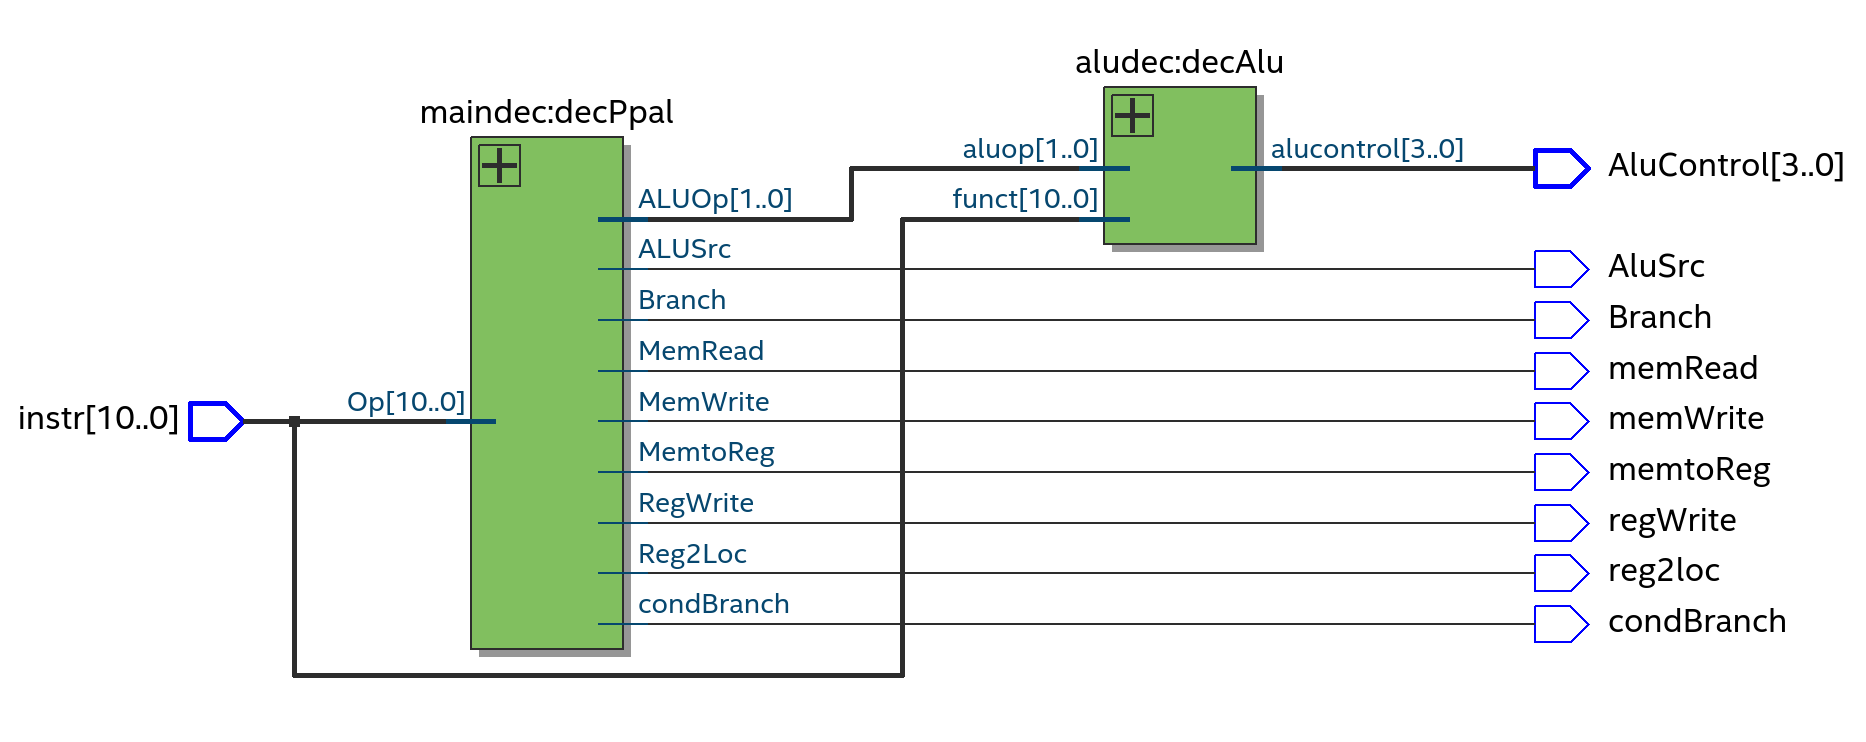 aludec:decAlu
maindec:decPpal
aluop[1..0]
alucontrol[3..0]
AluControl[3..0]
ALUOp[1..0]
funct[10..0]
ALUSrc
AluSrc
Branch
Branch
MemRead
memRead
instr[10..0]
Op[10..0]
MemWrite
memWrite
MemtoReg
memtoReg
RegWrite
regWrite
Reg2Loc
reg2loc
condBranch
condBranch